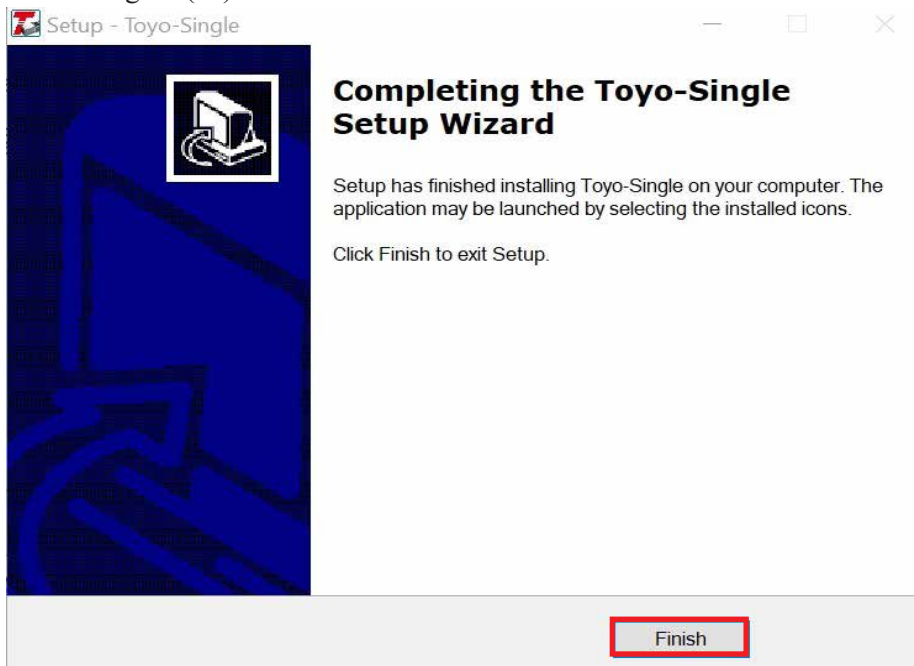 Setup - Toyo-Single
Completing the Toyo-Single
Setup Wizard
Setup has finished installing Toyo-Single on your computer. The
application may be launched by selecting the installed icons.
Click Finish to exit Setup.
Finish